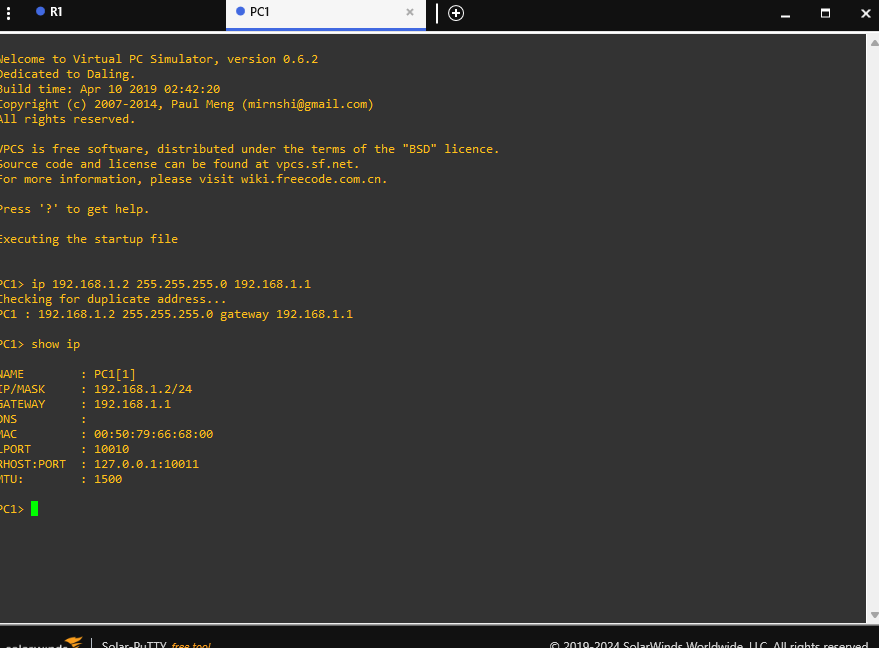 R1
PC1
Welcome to Virtual PC Simulator, version 0.6.2
Dedicated to Daling.
Build time: Apr 10 2019 02:42:20
Copyright (c) 2007-2014, Paul Meng (mirnshi@gmail.com)
All rights reserved.
VPCS is free software, distributed under the terms of the "BSD" licence.
Source code and license can be found at vpcs.sf.net.
For more information, please visit wiki.freecode.com.cn.
Press '?' to get help.
Executing the startup file
PC1> ip 192.168.1.2 255.255.255.0 192.168.1.1
Checking for duplicate address...
PC1 : 192.168.1.2 255.255.255.0 gateway 192.168.1.1
PC1> show ip
NAME : PC1[1]
IP/MASK : 192.168.1.2/24
GATEWAY : 192.168.1.1
DNS :
MAC : 00:50:79:66:68:00
LPORT : 10010
RHOST:PORT : 127.0.0.1:10011
MTU: : 1500
PC1>
solarwinds Solar-PuTTY free tool
© 2019-2024 SolarWinds Worldwide, LLC. All rights reserved.